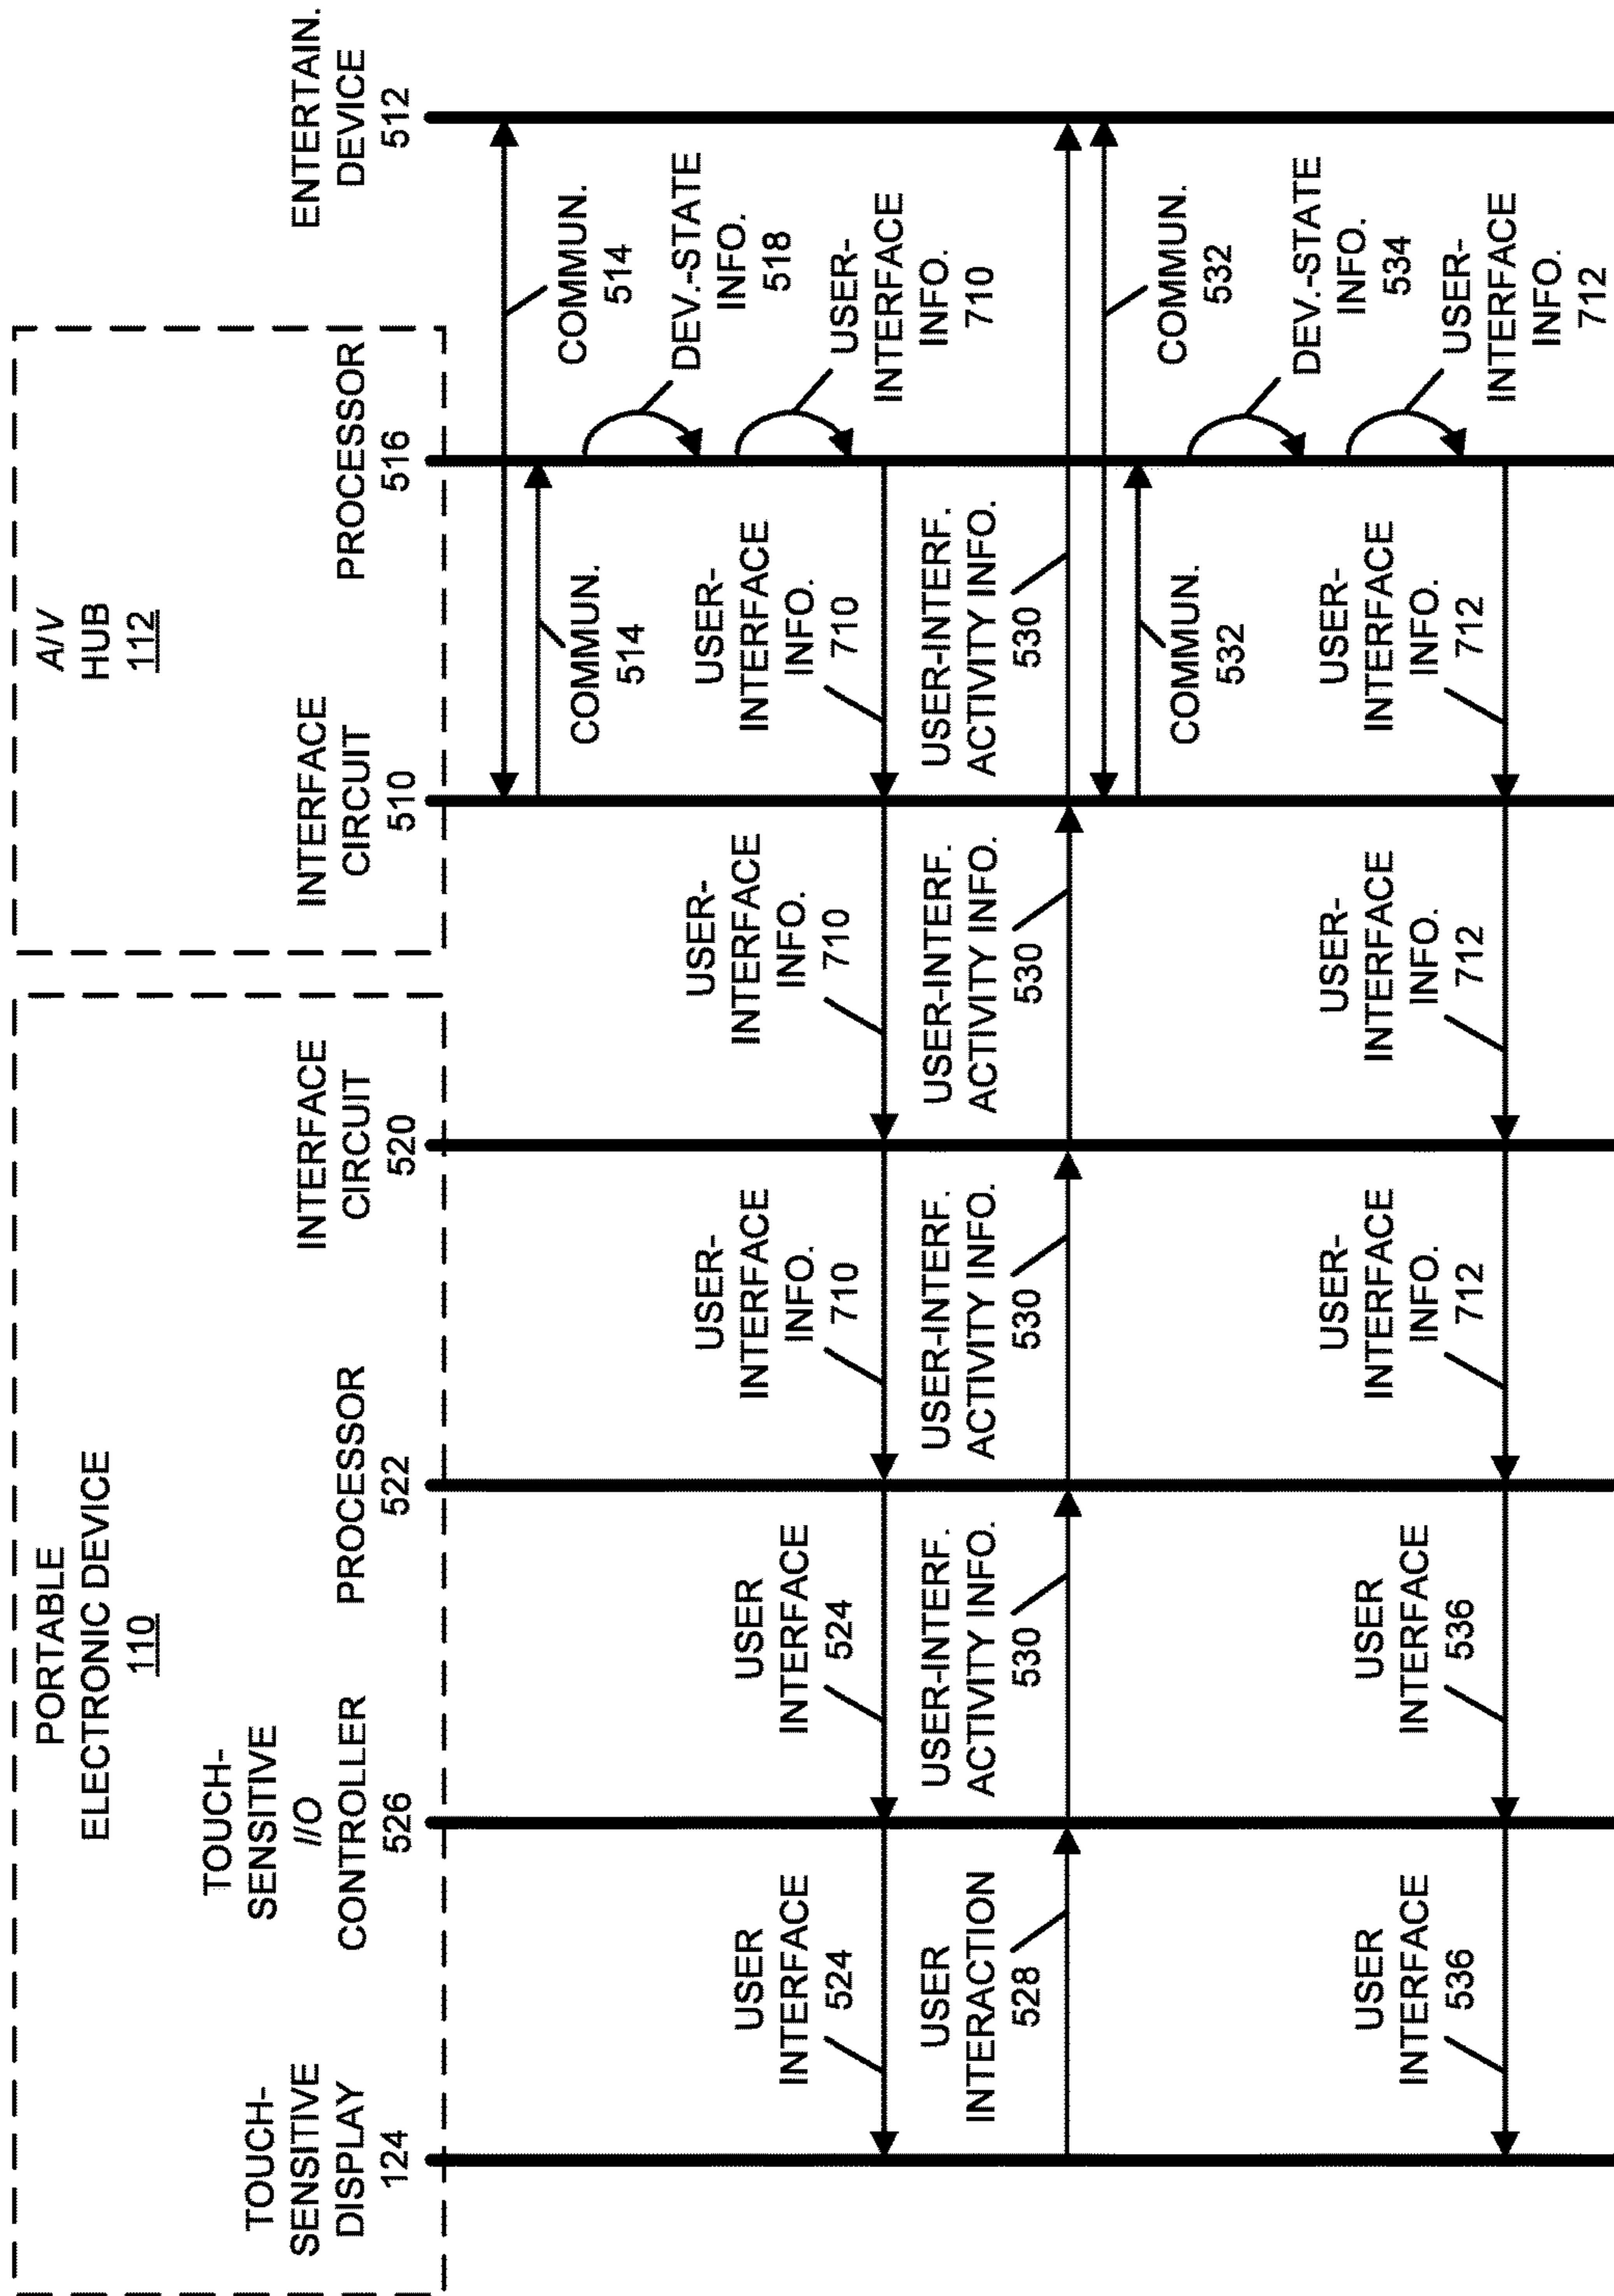 PORTABLE
ELECTRONIC DEVICE
110
A/V
HUB
112
TOUCH-
SENSITIVE
DISPLAY
124
TOUCH-
SENSITIVE
I/O
CONTROLLER
526
PROCESSOR
522
INTERFACE
CIRCUIT
520
INTERFACE
CIRCUIT
510
PROCESSOR
516
ENTERTAIN.
DEVICE
512
COMMUN.
514
COMMUN.
514
DEV.-STATE
INFO.
518
USER-
INTERFACE
INFO.
710
USER
INTERFACE
524
USER
INTERFACE
524
USER-
INTERFACE
INFO.
710
USER-
INTERFACE
INFO.
710
USER-
INTERFACE
INFO.
710
USER
INTERACTION
528
USER-INTERF.
ACTIVITY INFO.
530
USER-INTERF.
ACTIVITY INFO.
530
USER-INTERF.
ACTIVITY INFO.
530
USER-INTERF.
ACTIVITY INFO.
530
COMMUN.
532
COMMUN.
532
DEV.-STATE
INFO.
534
USER-
INTERFACE
INFO.
712
USER
INTERFACE
536
USER
INTERFACE
536
USER-
INTERFACE
INFO.
712
USER-
INTERFACE
INFO.
712
USER-
INTERFACE
INFO.
712